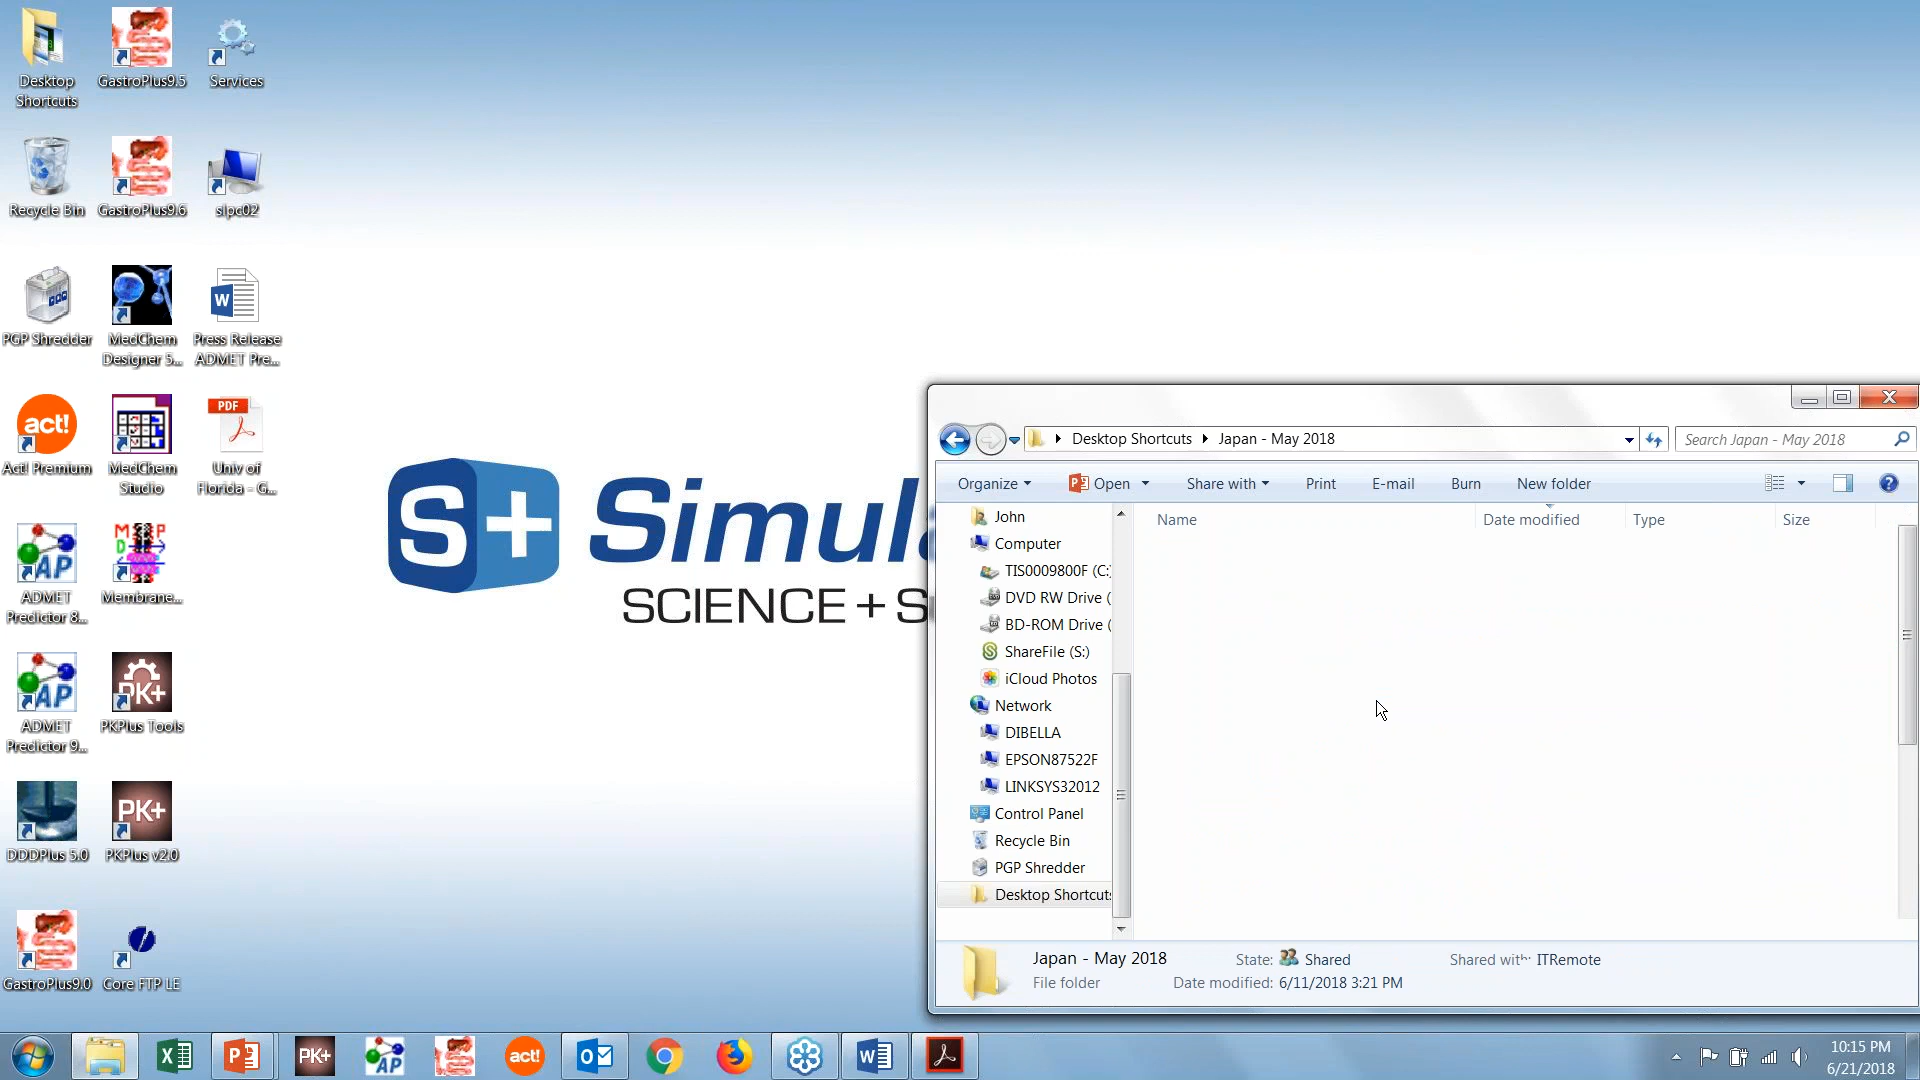 Desktop
Shortcuts
GastroPlus9.5
Services
Recycle Bin
GastroPlus9.6
slpc02
PGP Shredder
MedChem
Designer 5...
W
Press Release
ADMET Pre...
act!
Act! Premium
MedChem
Studio
PDF
Univ of
Florida - G...
AP
ADMET
Predictor 8...
M P
D
Membrane...
AP
ADMET
Predictor 9...
PK+
PKPlus Tools
DDDPlus 5.0
PK+
PKPlus v2.0
GastroPlus9.0
Core FTP LE
S+ Simul
SCIENCE + S
Desktop Shortcuts
Japan - May 2018
Search Japan - May 2018
Organize
Open
Share with
Print
E-mail
Burn
New folder
Name
Date modified
Type
Size
John
Computer
TIS0009800F (C:)
DVD RW Drive (
BD-ROM Drive (
ShareFile (S:)
iCloud Photos
Network
DIBELLA
EPSON87522F
LINKSYS32012
Control Panel
Recycle Bin
PGP Shredder
Desktop Shortcuts
Japan - May 2018
State: Shared
Shared with: ITRemote
File folder
Date modified: 6/11/2018 3:21 PM
PK+
AP
act!
10:15 PM
6/21/2018